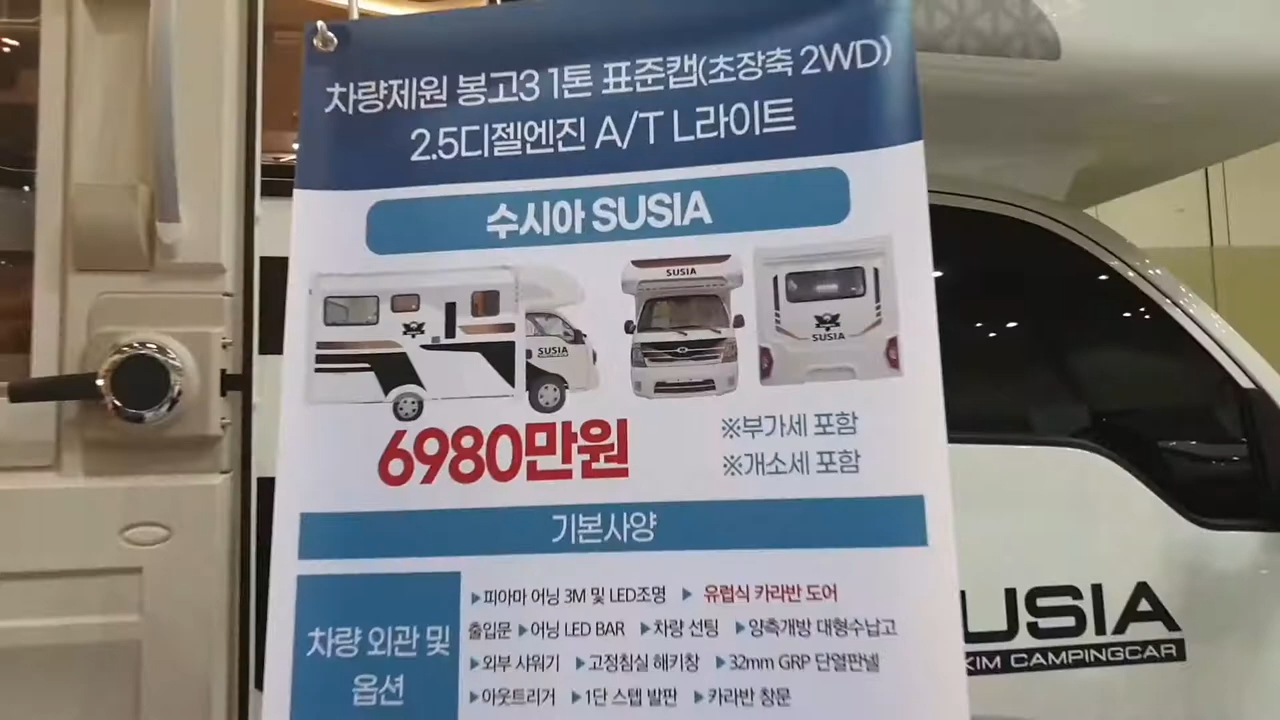 차량제원 봉고3 1톤 표준캡(초장축 2WD)
2.5디젤엔진 A/T L라이트
수시아 SUSIA
SUSIA
SUSIA
SUSIA
6980만원
※부가세 포함
※개소세 포함
기본사양
차량 외관 및
옵션
▶피아마 어닝 3M 및 LED조명 ▶ 유럽식 카라반 도어
출입문 ▶어닝 LED BAR ▶차량 선팅 ▶양측개방 대형수납고
▶외부 샤워기 ▶고정침실 해키창 ▶32mm GRP 단열판넬
▶아웃트리거 ▶1단 스텝 발판 ▶카라반 창문
USIA
KIM CAMPINGCAR